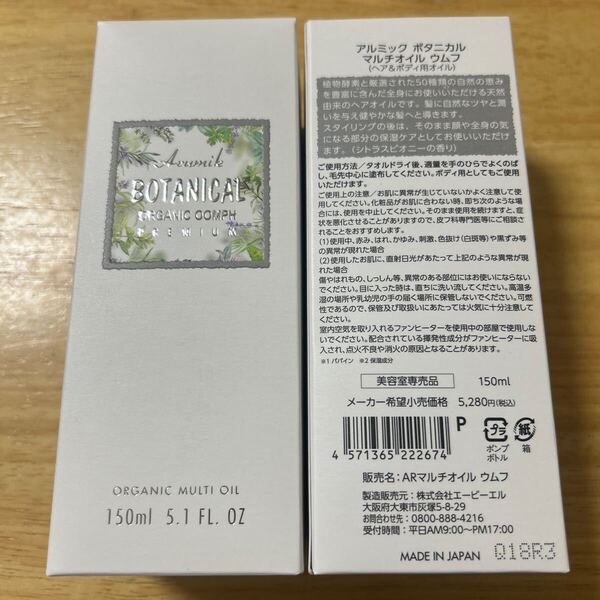 Arumik
BOTANICAL
ORGANIC OOMPH
PREMIUM
ORGANIC MULTI OIL
150ml 5.1 FL. OZ
アルミック ボタニカル
マルチオイル ウムフ
(ヘア&ボディ用オイル)
植物酵素と厳選された50種類の自然の恵み
を豊富に含んだ全身にお使いいただける天然
由来のヘアオイルです。髪に自然なツヤと潤
いを与え健やかな髪へと導きます。
スタイリングの後は、そのまま顔や全身の気
になる部分の保湿ケアとしてお使いいただけ
ます。(シトラスピオニーの香り)
ご使用方法/タオルドライ後、適量を手のひらでよくのば
し、毛先中心に塗布してください。ボディ用としてもご使用
いただけます。
ご使用上の注意/お肌に異常が生じていないかよく注意して使
用してください。化粧品がお肌に合わない時、即ち次のような場
合には、使用を中止してください。そのまま使用を続けますと、症
状を悪化させることがありますので、皮フ科専門医等にご相談さ
れることをおすすめします。
(1)使用中、赤み、はれ、かゆみ、刺激、色抜け(白斑等)や黒ずみ等
の異常が現れた場合
(2)使用したお肌に、直射日光があたって上記のような異常が現
れた場合
傷やはれもの、しっしん等、異常のある部位にはお使いにならない
でください。目に入った時は、直ちに洗い流してください。高温多
湿の場所や乳幼児の手の届く場所に保管しないでください。可燃
性であるので、保管及び取扱いにあたっては火気に十分注意してく
ださい。
室内空気を取り入れるファンヒーターを使用中の部屋で使用しな
いでください。配合されている揮発性成分がファンヒーターに吸
入され、点火不良や消火の原因となることがあります。
※1 パパイン ※2 保湿成分
美容室専売品 150ml
メーカー希望小売価格 5,280円(税込)
P
プラ 紙
ポンプ 箱
ボトル
4 571365 222674
販売名:ARマルチオイル ウムフ
製造販売元:株式会社エーピーエル
大阪府大東市灰塚5-8-29
お問合わせ先:0800-888-4216
受付時間:平日AM9:00~PM17:00
MADE IN JAPAN Q18R3